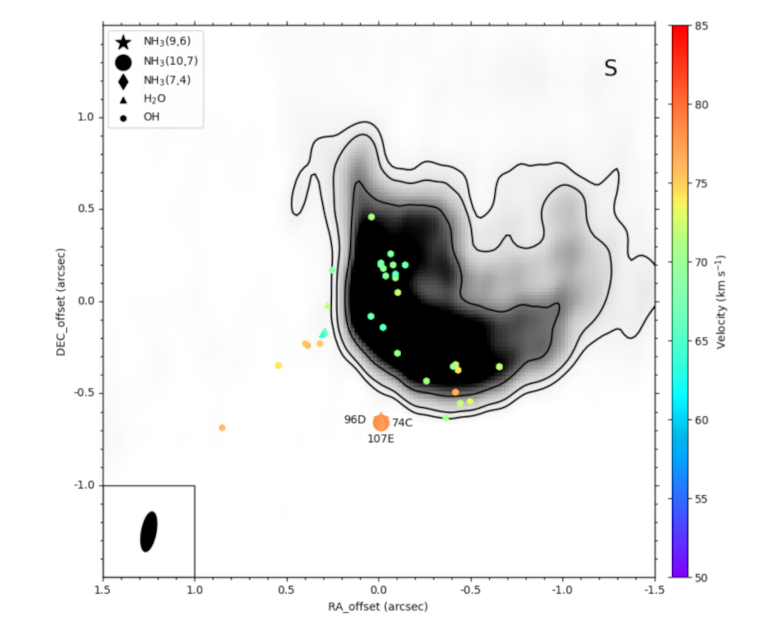 NH₃(9,6)
NH₃(10,7)
NH₃(7,4)
H₂O
OH
S
1.0
0.5
0.0
-0.5
-1.0
DEC_offset (arcsec)
96D 74C
107E
1.5 1.0 0.5 0.0 -0.5 -1.0 -1.5
RA_offset (arcsec)
85
80
75
70
65
60
55
50
Velocity (km s⁻¹)